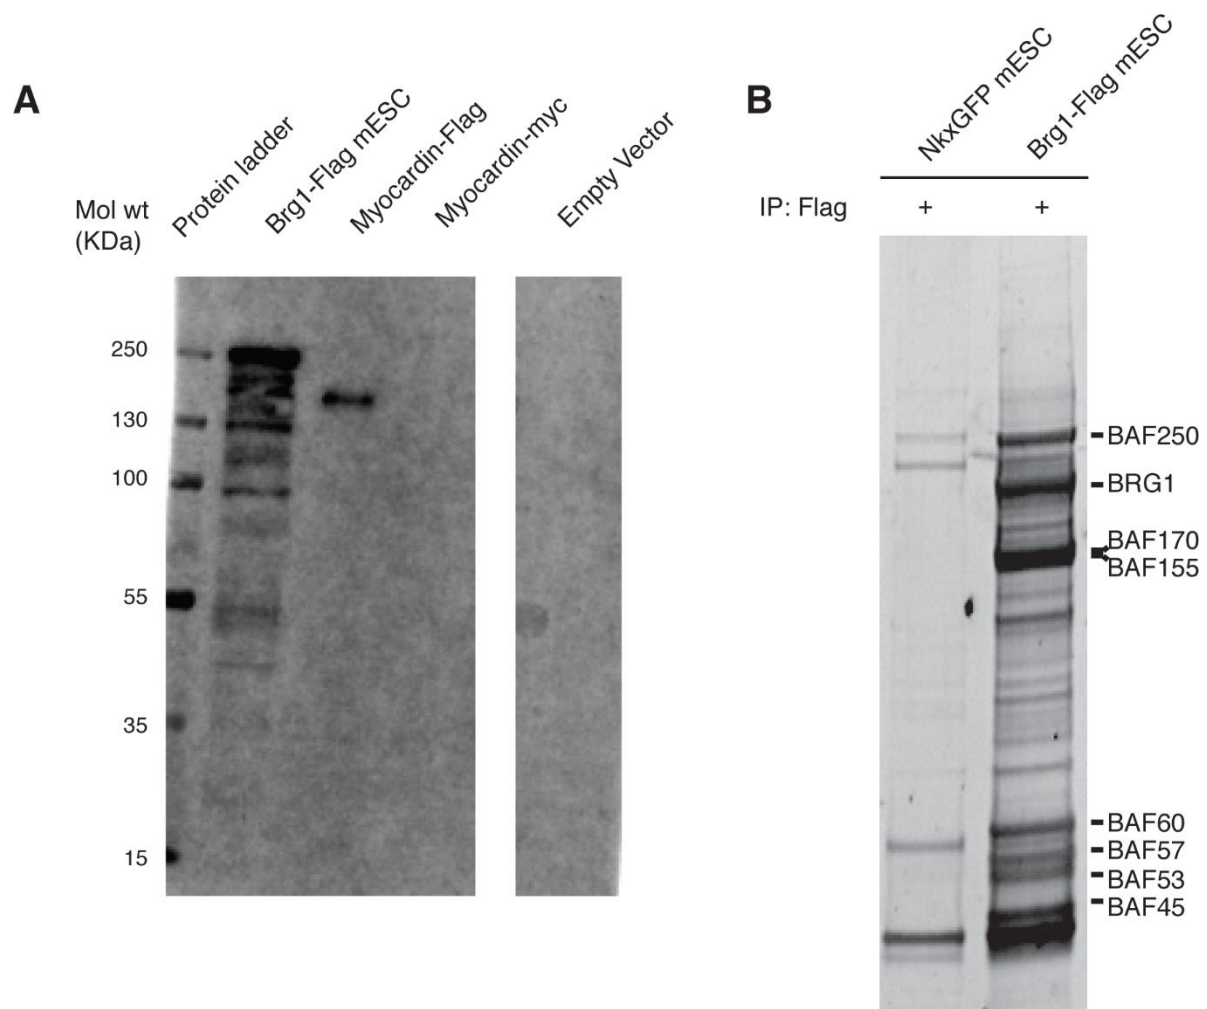 A
Mol wt
(KDa)
Protein ladder
Brg1-Flag mESC
Myocardin-Flag
Myocardin-myc
Empty Vector
250
130
100
55
35
15
B
NkxGFP mESC
Brg1-Flag mESC
IP: Flag + +
BAF250
BRG1
BAF170
BAF155
BAF60
BAF57
BAF53
BAF45